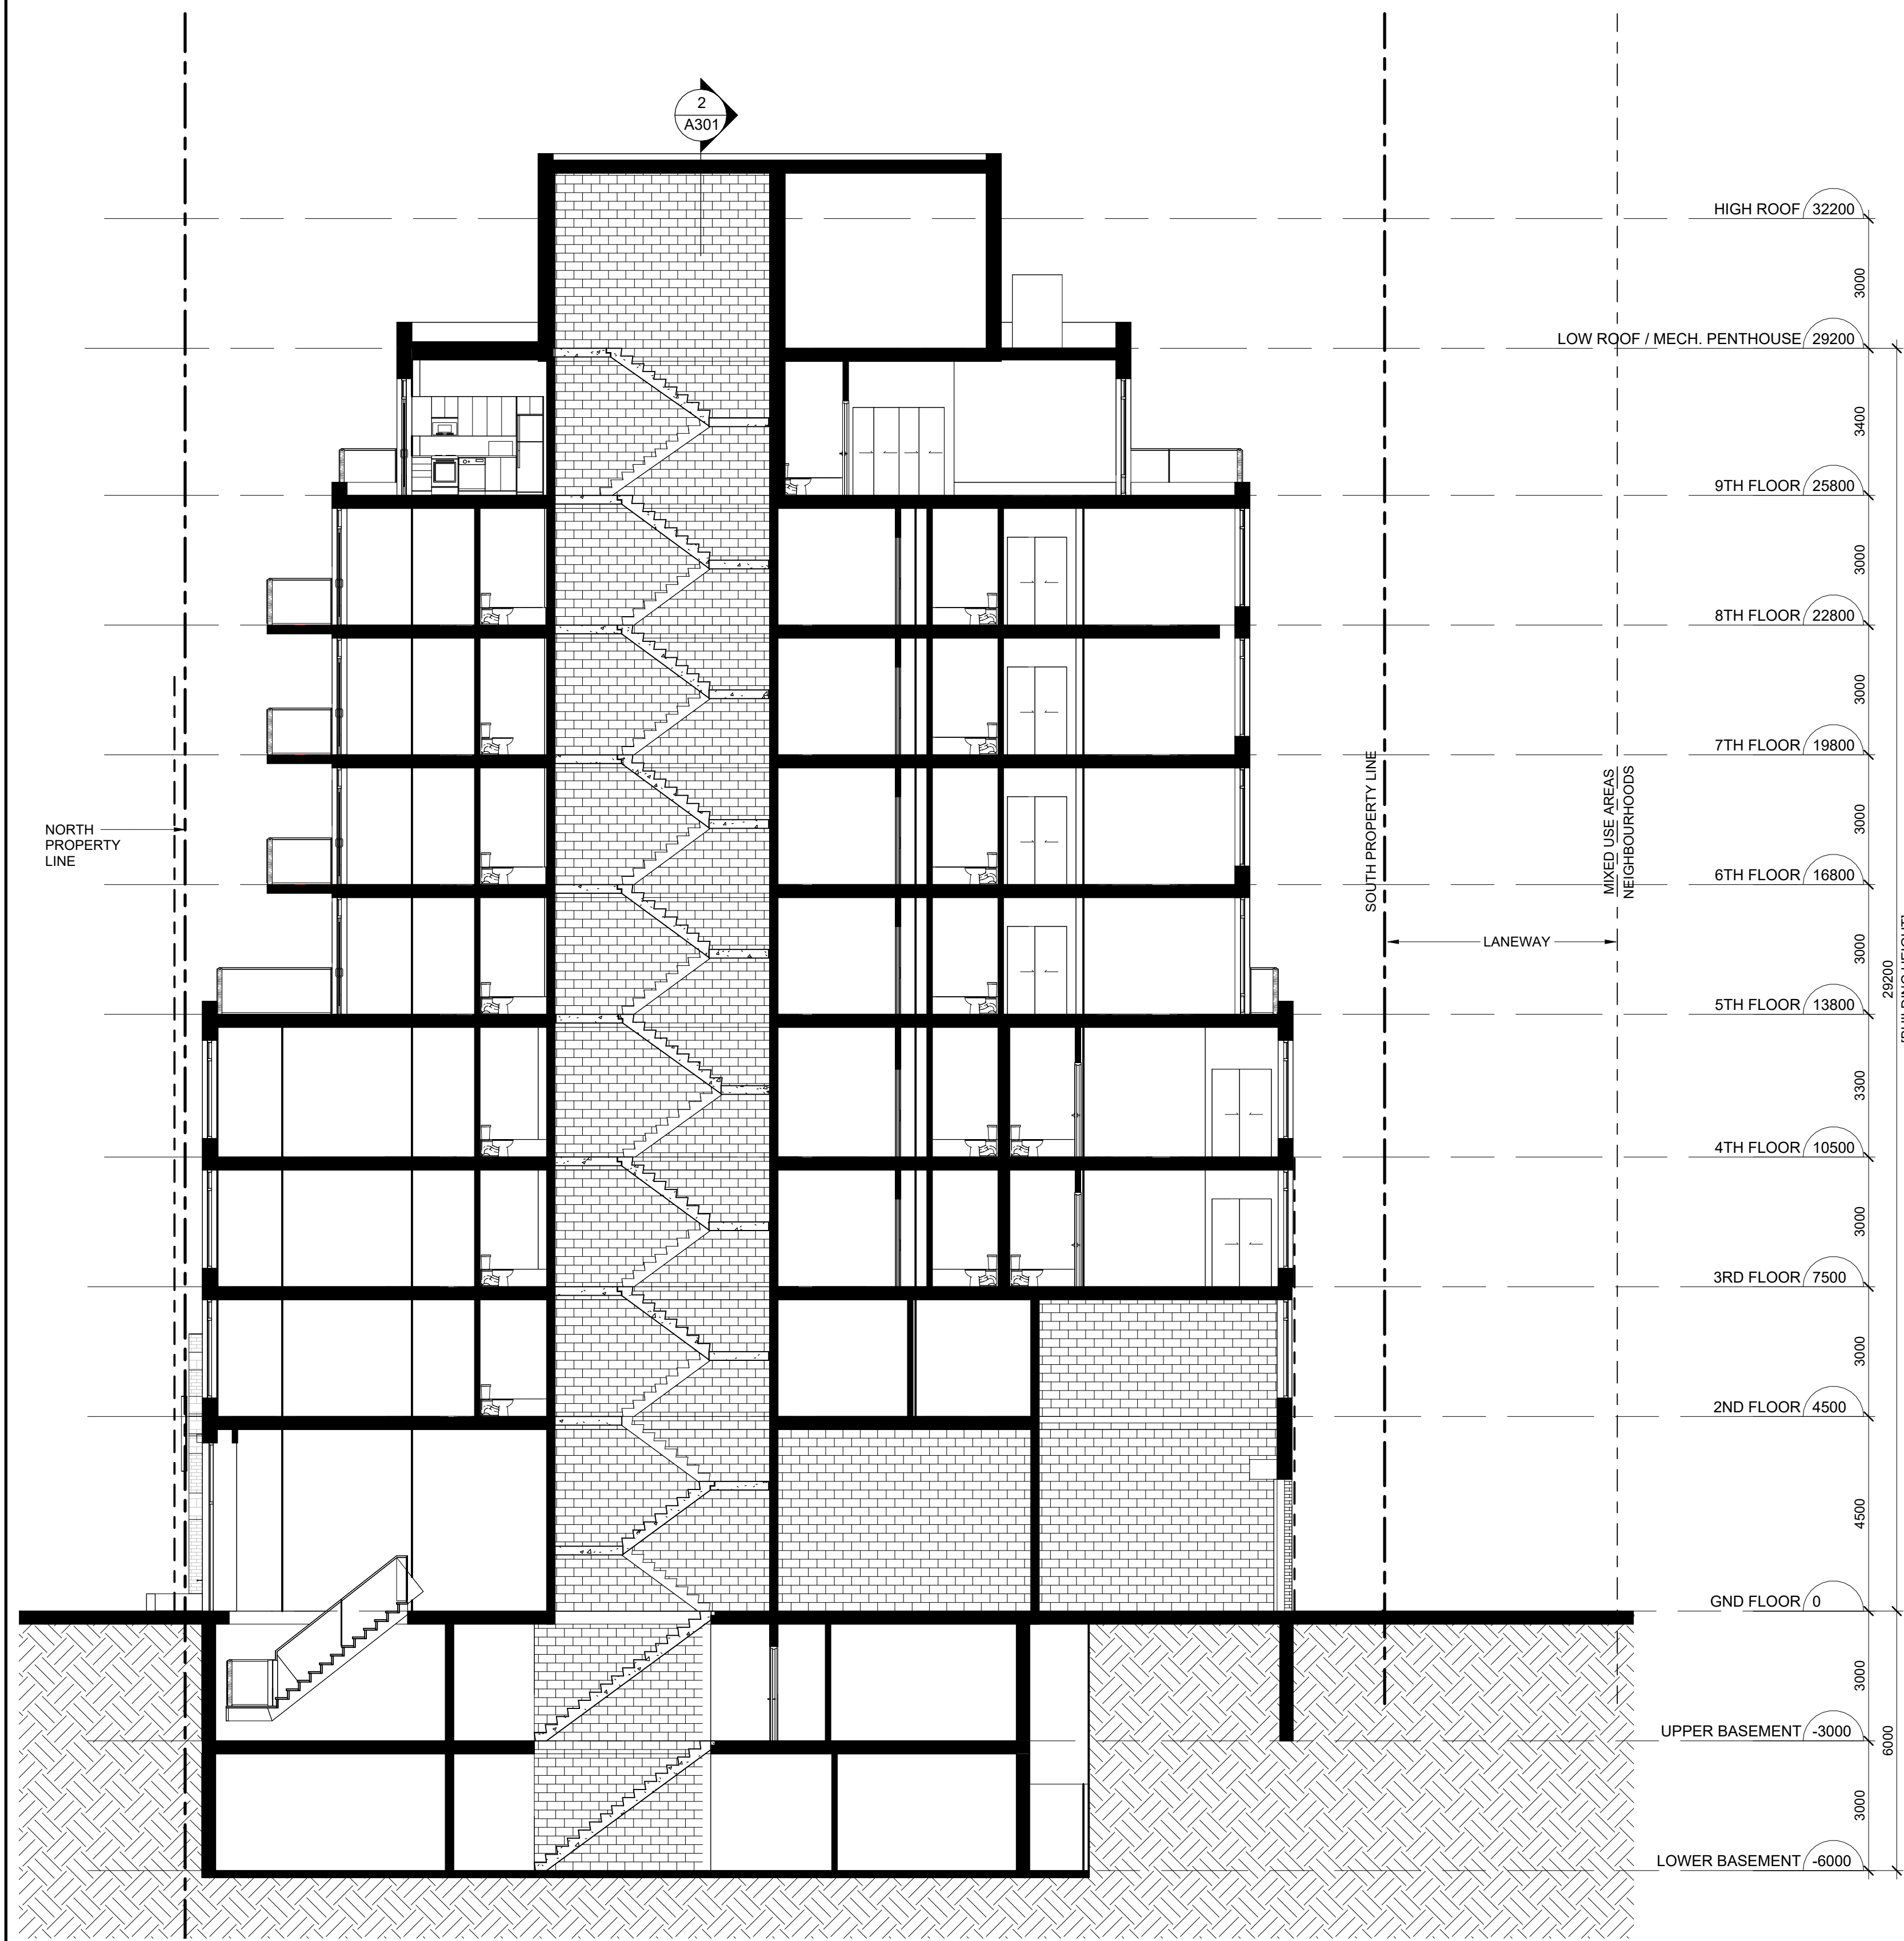 2
A301
HIGH ROOF 32200
3000
LOW ROOF / MECH. PENTHOUSE 29200
3400
9TH FLOOR 25800
3000
8TH FLOOR 22800
3000
7TH FLOOR 19800
3000
6TH FLOOR 16800
3000
5TH FLOOR 13800
3300
4TH FLOOR 10500
3000
3RD FLOOR 7500
3000
2ND FLOOR 4500
4500
GND FLOOR 0
3000
UPPER BASEMENT -3000
3000
LOWER BASEMENT -6000
29200
6000
NORTH
PROPERTY
LINE
SOUTH PROPERTY LINE
MIXED USE AREAS
NEIGHBOURHOODS
LANEWAY